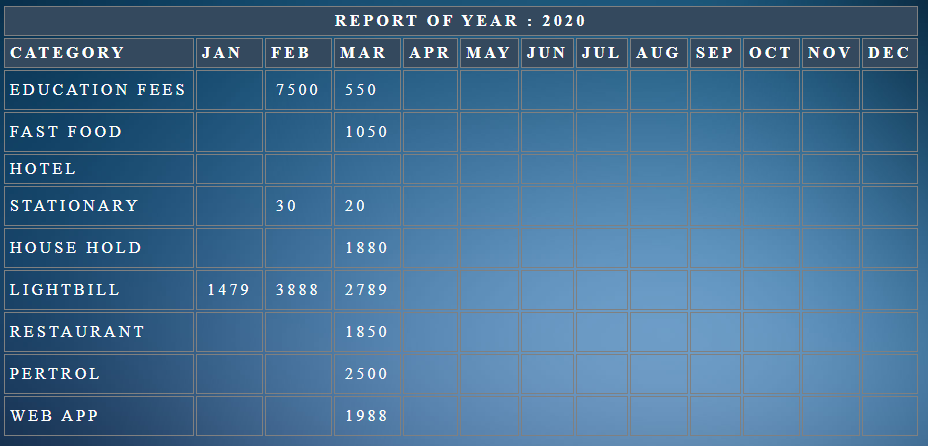 REPORT OF YEAR : 2020
CATEGORY JAN FEB MAR APR MAY JUN JUL AUG SEP OCT NOV DEC
EDUCATION FEES 7500 550
FAST FOOD 1050
HOTEL
STATIONARY 30 20
HOUSE HOLD 1880
LIGHTBILL 1479 3888 2789
RESTAURANT 1850
PERTROL 2500
WEB APP 1988